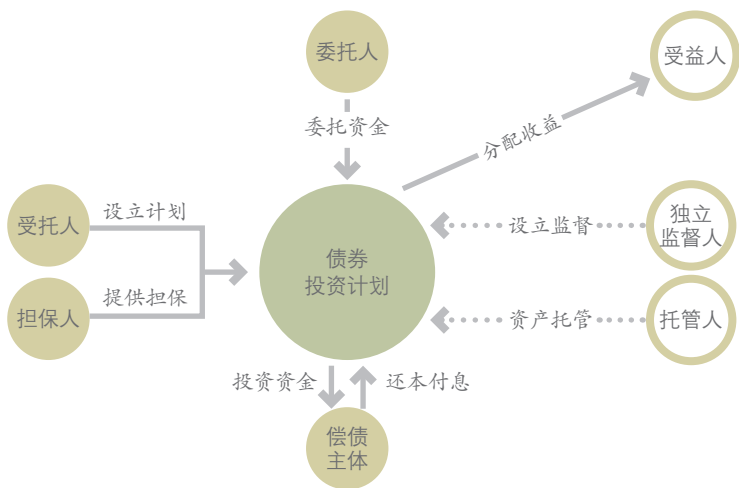 委托人
受益人
委托资金
分配收益
受托人
设立计划
债券
投资计划
设立监督
独立
监督人
担保人
提供担保
资产托管
托管人
投资资金
还本付息
偿债
主体